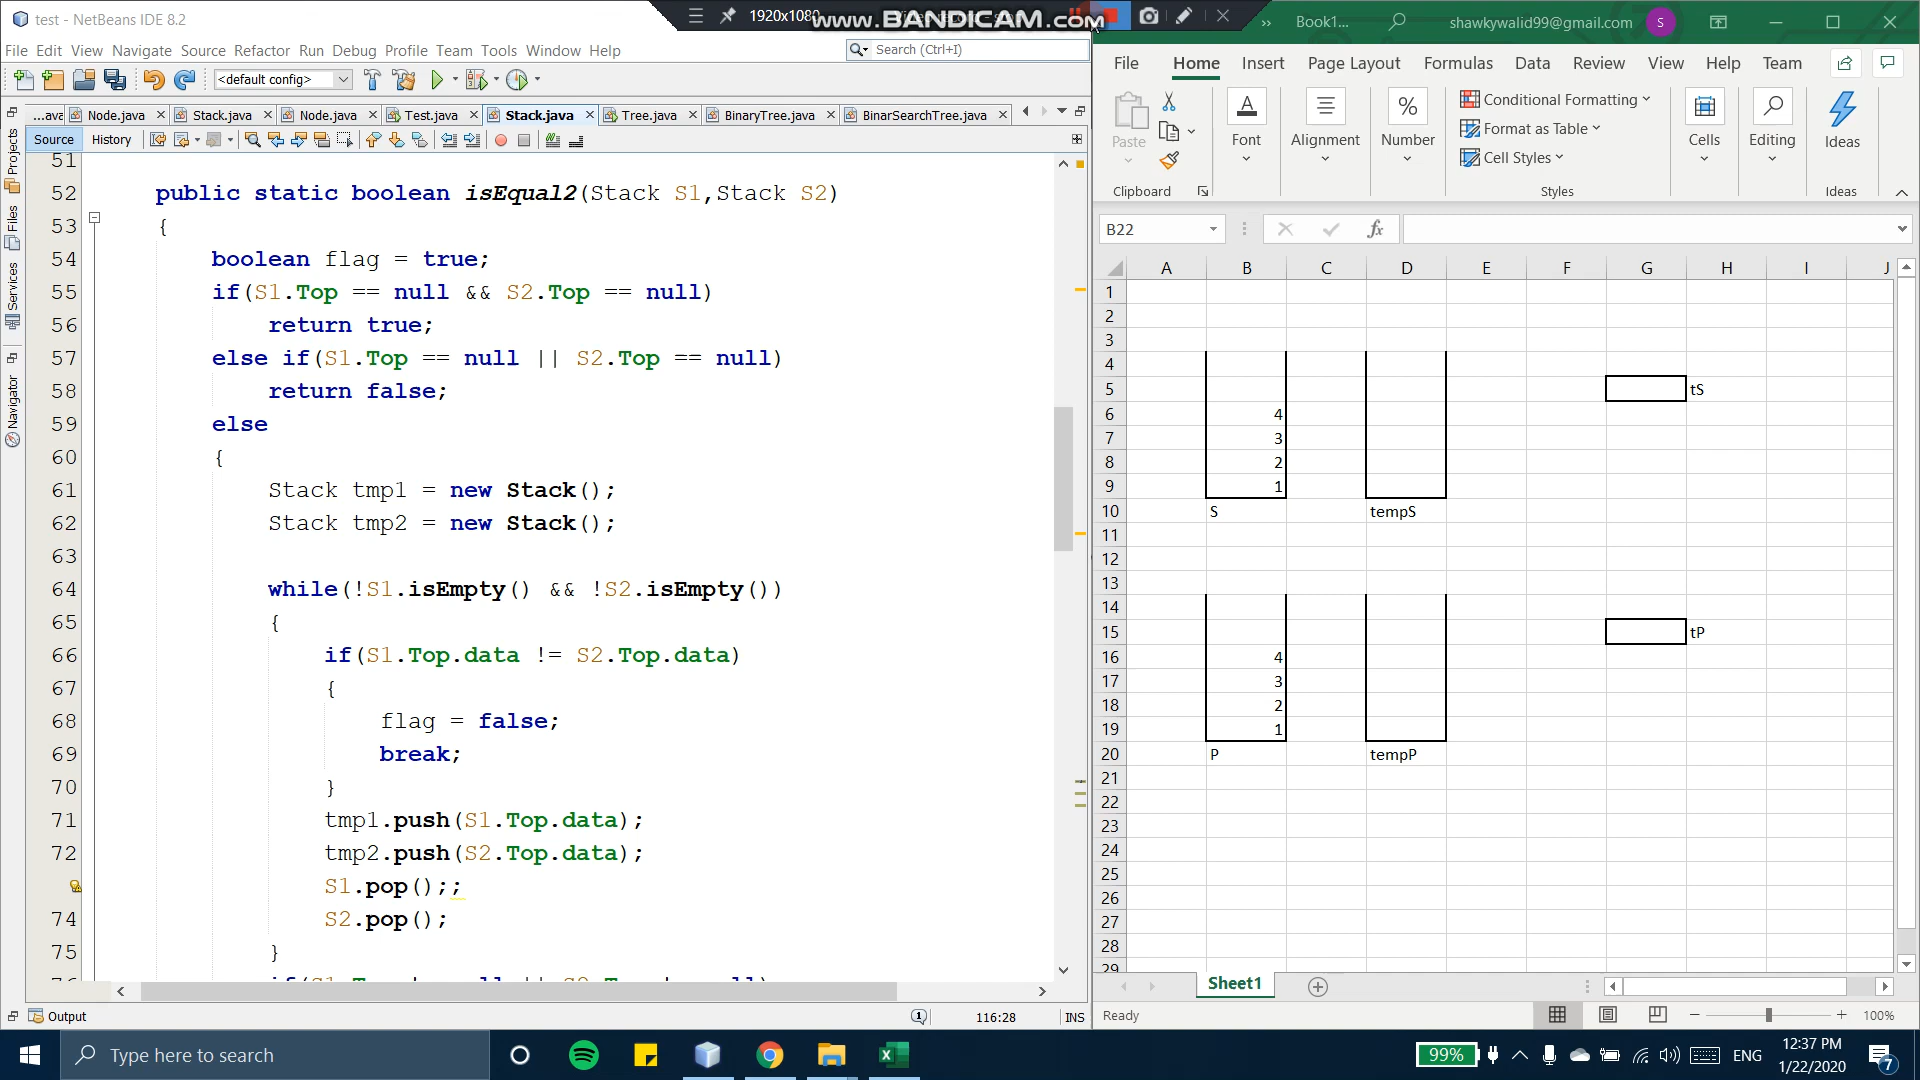 test - NetBeans IDE 8.2
1920x1080
www.BANDICAM.com
Book1...
shawkywalid99@gmail.com
S
File Edit View Navigate Source Refactor Run Debug Profile Team Tools Window Help
Search (Ctrl+I)
File Home Insert Page Layout Formulas Data Review View Help Team
<default config>
...ava Node.java Stack.java Node.java Test.java Stack.java Tree.java BinaryTree.java BinarSearchTree.java
Source History
Paste
Font
Alignment
Number
Conditional Formatting
Format as Table
Cell Styles
Cells
Editing
Ideas
Clipboard
Styles
Ideas
Projects
Files
Services
Navigator
51
52 public static boolean isEqual2(Stack S1,Stack S2)
53 {
54 boolean flag = true;
55 if(S1.Top == null && S2.Top == null)
56 return true;
57 else if(S1.Top == null || S2.Top == null)
58 return false;
59 else
60 {
61 Stack tmp1 = new Stack();
62 Stack tmp2 = new Stack();
63
64 while(!S1.isEmpty() && !S2.isEmpty())
65 {
66 if(S1.Top.data != S2.Top.data)
67 {
68 flag = false;
69 break;
70 }
71 tmp1.push(S1.Top.data);
72 tmp2.push(S2.Top.data);
S1.pop();;
74 S2.pop();
75 }
B22
fx
A B C D E F G H I J
1
2
3
4
5 tS
6 4
7 3
8 2
9 1
10 S tempS
11
12
13
14
15 tP
16 4
17 3
18 2
19 1
20 P tempP
21
22
23
24
25
26
27
28
29
Sheet1
Output
116:28
INS
Ready
100%
Type here to search
99%
ENG
12:37 PM
1/22/2020
7